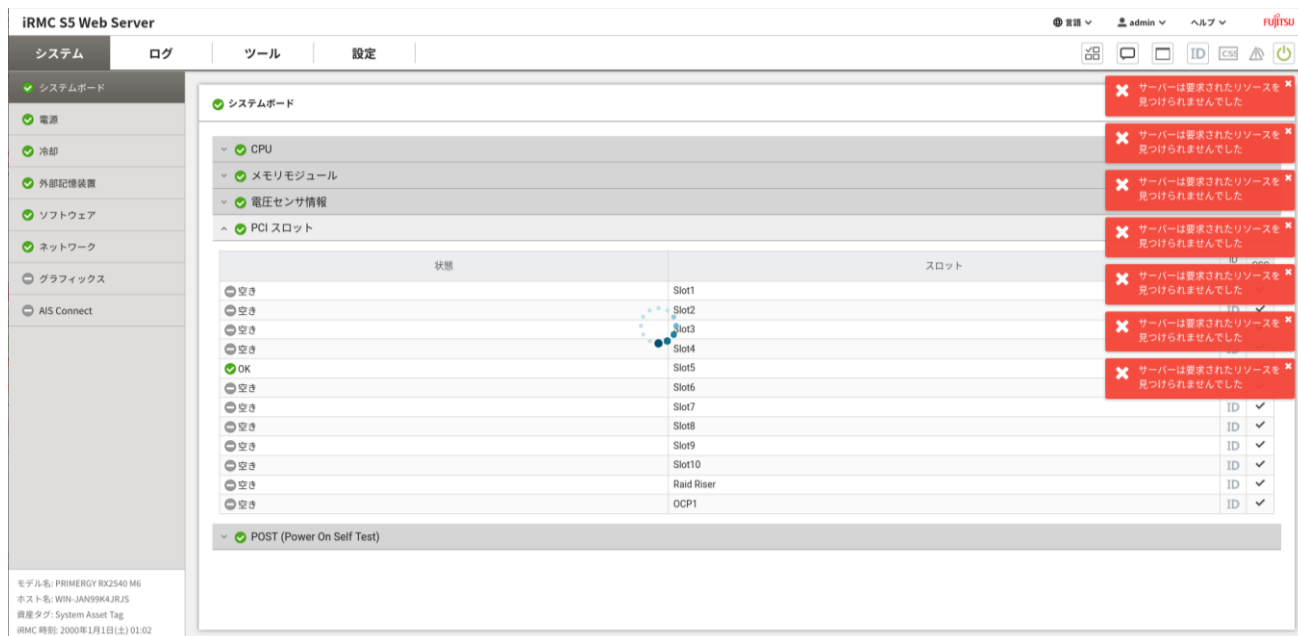 iRMC S5 Web Server
言語
admin
ヘルプ
FUJITSU
システム
ログ
ツール
設定
ID
CSS
システムボード
電源
冷却
外部記憶装置
ソフトウェア
ネットワーク
グラフィックス
AIS Connect
モデル名: PRIMERGY RX2540 M6
ホスト名: WIN-JAN99K4JRJS
資産タグ: System Asset Tag
iRMC 時刻: 2000年1月1日(土) 01:02
システムボード
CPU
メモリモジュール
電圧センサ情報
PCI スロット
状態 スロット
空き Slot1
空き Slot2
空き Slot3
空き Slot4
OK Slot5
空き Slot6
空き Slot7 ID
空き Slot8 ID
空き Slot9 ID
空き Slot10 ID
空き Raid Riser ID
空き OCP1 ID
POST (Power On Self Test)
サーバーは要求されたリソースを
見つけられませんでした
サーバーは要求されたリソースを
見つけられませんでした
サーバーは要求されたリソースを
見つけられませんでした
サーバーは要求されたリソースを
見つけられませんでした
サーバーは要求されたリソースを
見つけられませんでした
サーバーは要求されたリソースを
見つけられませんでした
サーバーは要求されたリソースを
見つけられませんでした